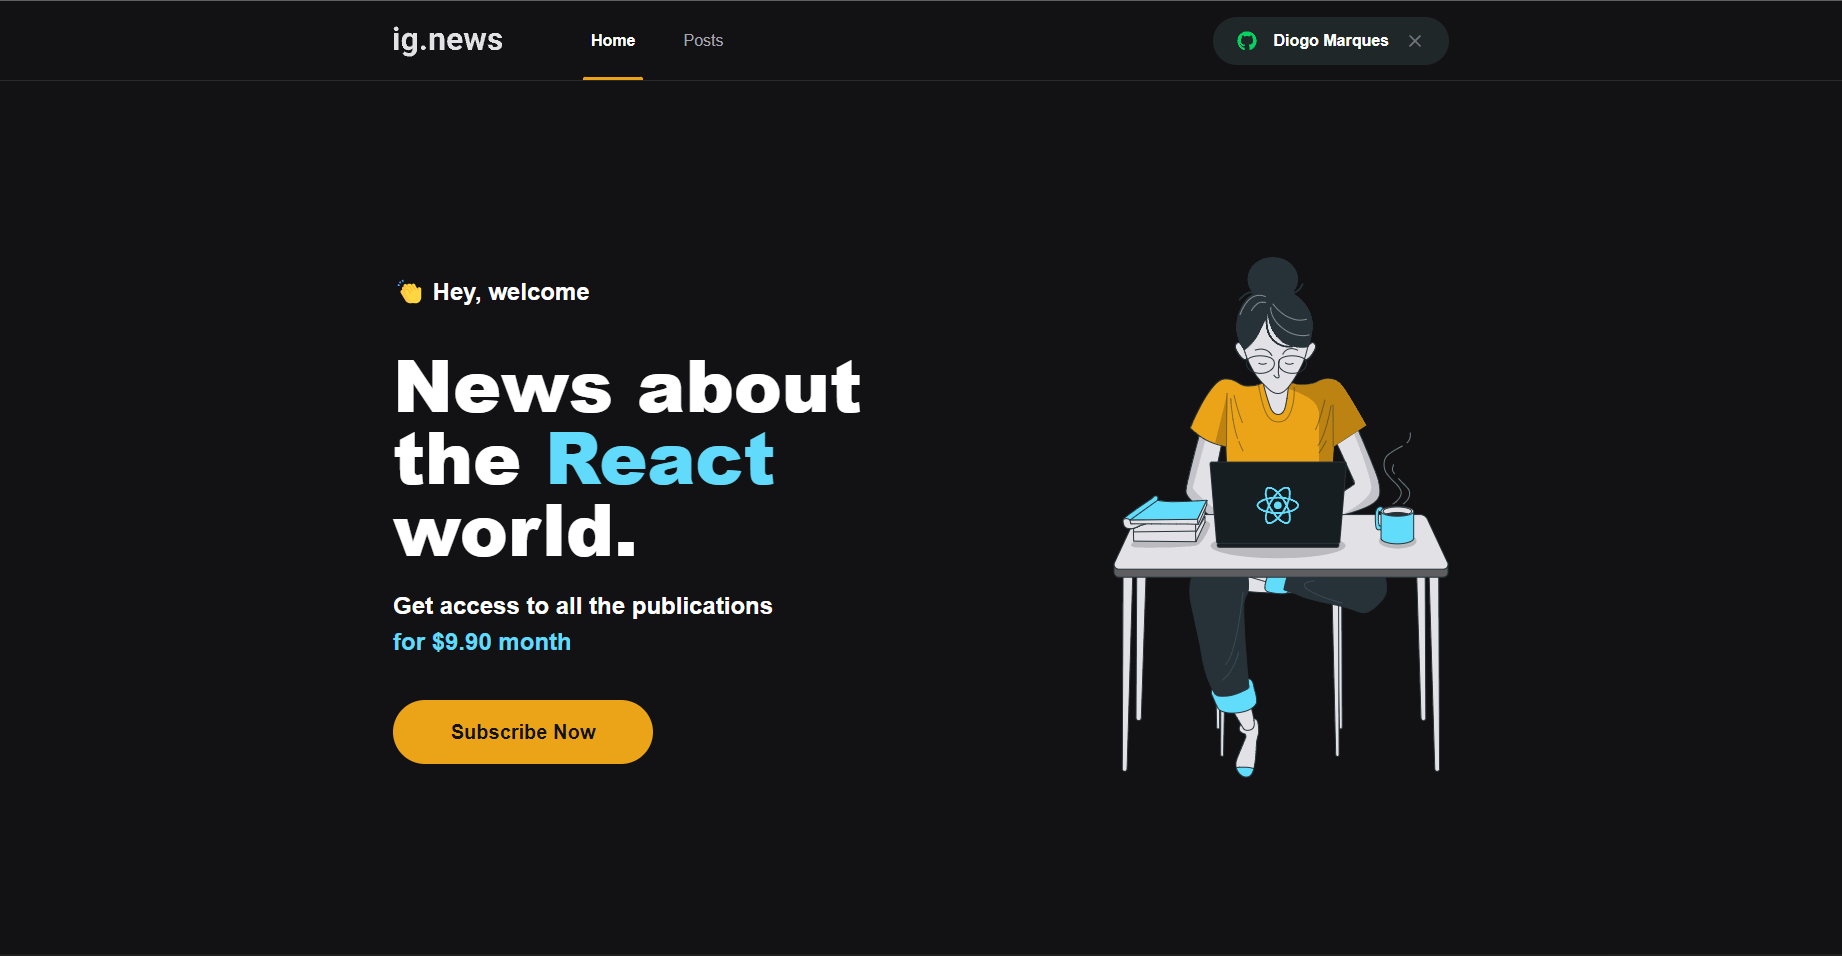 ig.news
Home
Posts
Diogo Marques
👏 Hey, welcome
News about
the React
world.
Get access to all the publications
for $9.90 month
Subscribe Now